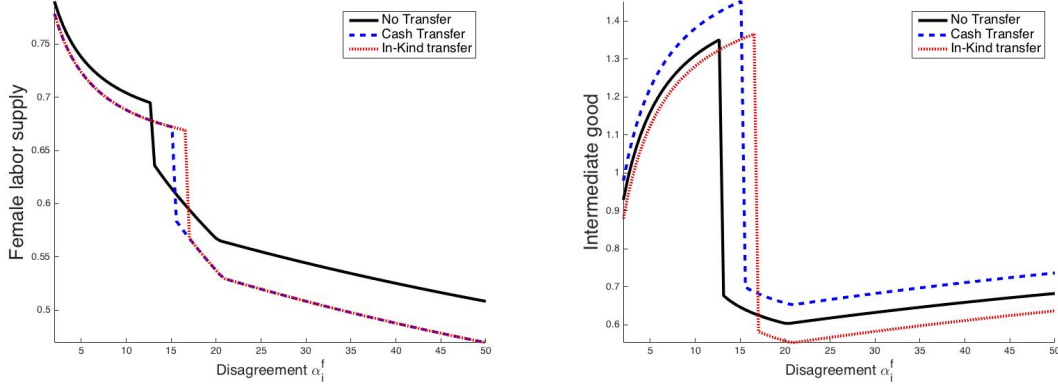 No Transfer
Cash Transfer
In-Kind transfer
Female labor supply
0.75
0.7
0.65
0.6
0.55
0.5
5 10 15 20 25 30 35 40 45 50
Disagreement α_i^f
No Transfer
Cash Transfer
In-Kind transfer
Intermediate good
1.4
1.3
1.2
1.1
1
0.9
0.8
0.7
0.6
5 10 15 20 25 30 35 40 45 50
Disagreement α_i^f